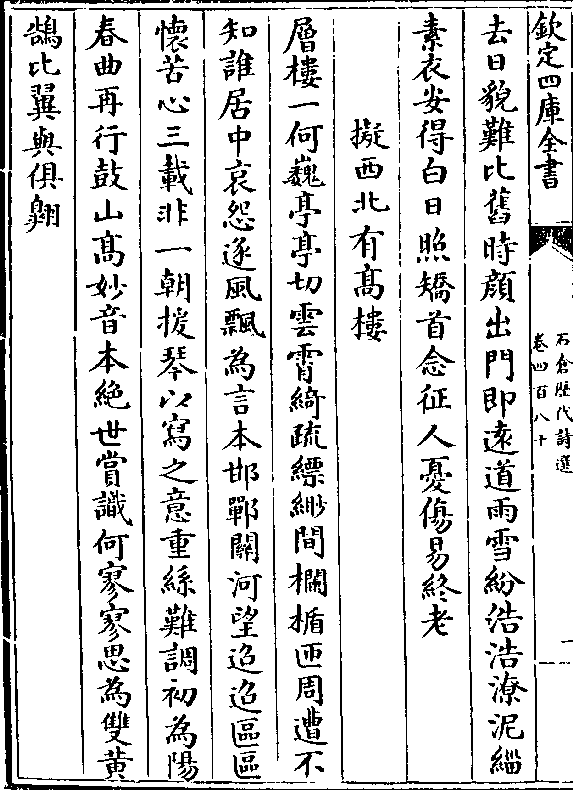 欽定四庫全書
石倉歷代詩選
卷四百八十
一
去日貌難比舊時顔出門即遠道雨雪紛浩浩潦泥緇
素衣安得白日照矯首念征人憂傷易終老
擬西北有髙樓
層樓一何巍亭亭切雲霄綺疏縹緲間欄楯匝周遭不
知誰居中哀怨逐風飄為言本邯鄲關河望迢迢區區
懷苦心三載非一朝援琴以寫之意重絲難調初為陽
春曲再行鼓山髙妙音本絶世賞識何寥寥思為雙黄
鵠比翼與俱翺